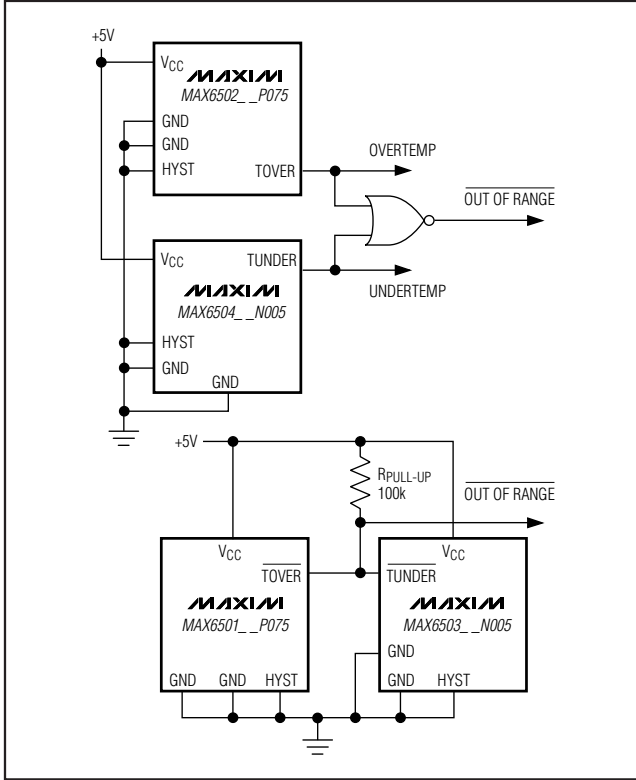 +5V
VCC
MAXIM
MAX6502_ _P075
GND
GND
HYST
TOVER
OVERTEMP
OUT OF RANGE
VCC
TUNDER
MAXIM
MAX6504_ _N005
UNDERTEMP
HYST
GND
GND
+5V
RPULL-UP
100k
OUT OF RANGE
VCC
TOVER
MAXIM
MAX6501_ _P075
GND
GND
HYST
VCC
TUNDER
MAXIM
MAX6503_ _N005
GND
GND
HYST